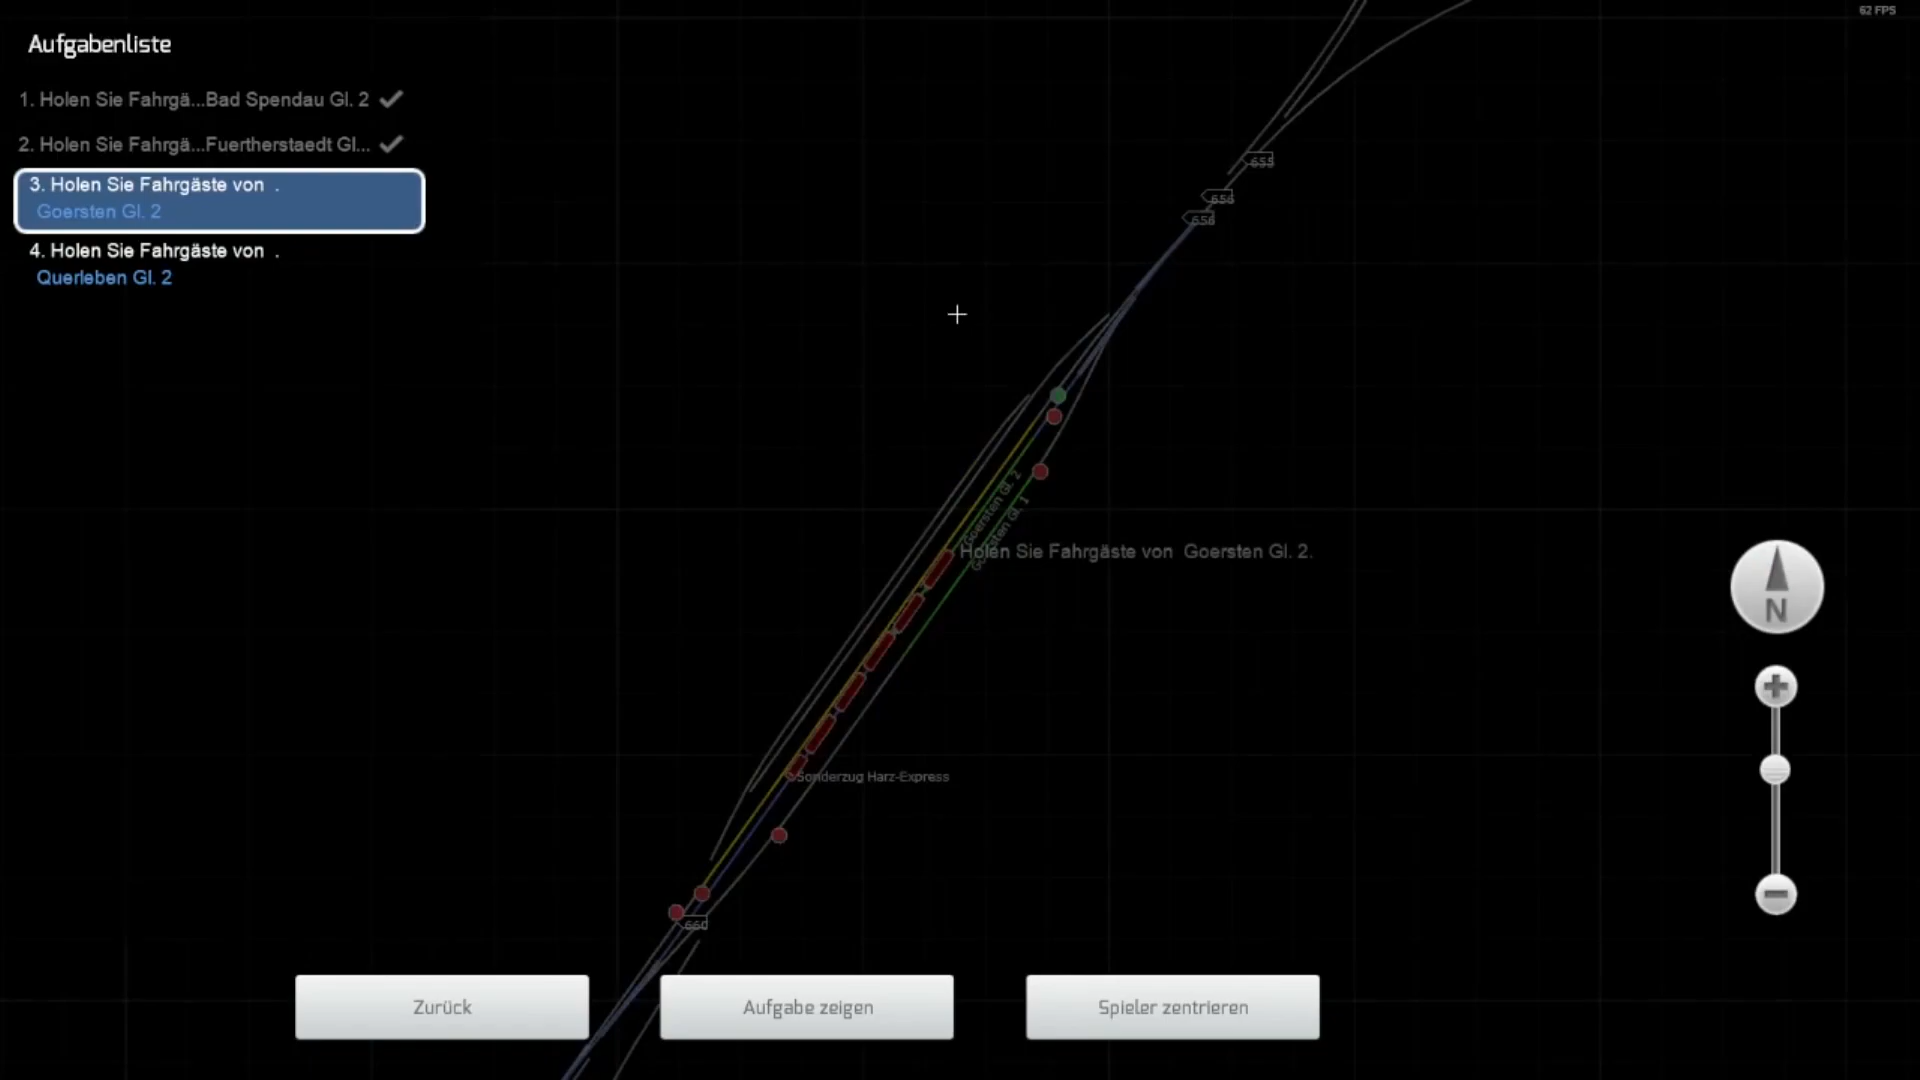 62 FPS
Aufgabenliste
1. Holen Sie Fahrgä...Bad Spendau Gl. 2
2. Holen Sie Fahrgä...Fuertherstaedt Gl...
3. Holen Sie Fahrgäste von .
Goersten Gl. 2
4. Holen Sie Fahrgäste von .
Querleben Gl. 2
655
656
656
Goersten Gl. 2
Goersten Gl. 1
Holen Sie Fahrgäste von Goersten Gl. 2.
N
Sonderzug Harz-Express
660
Zurück
Aufgabe zeigen
Spieler zentrieren